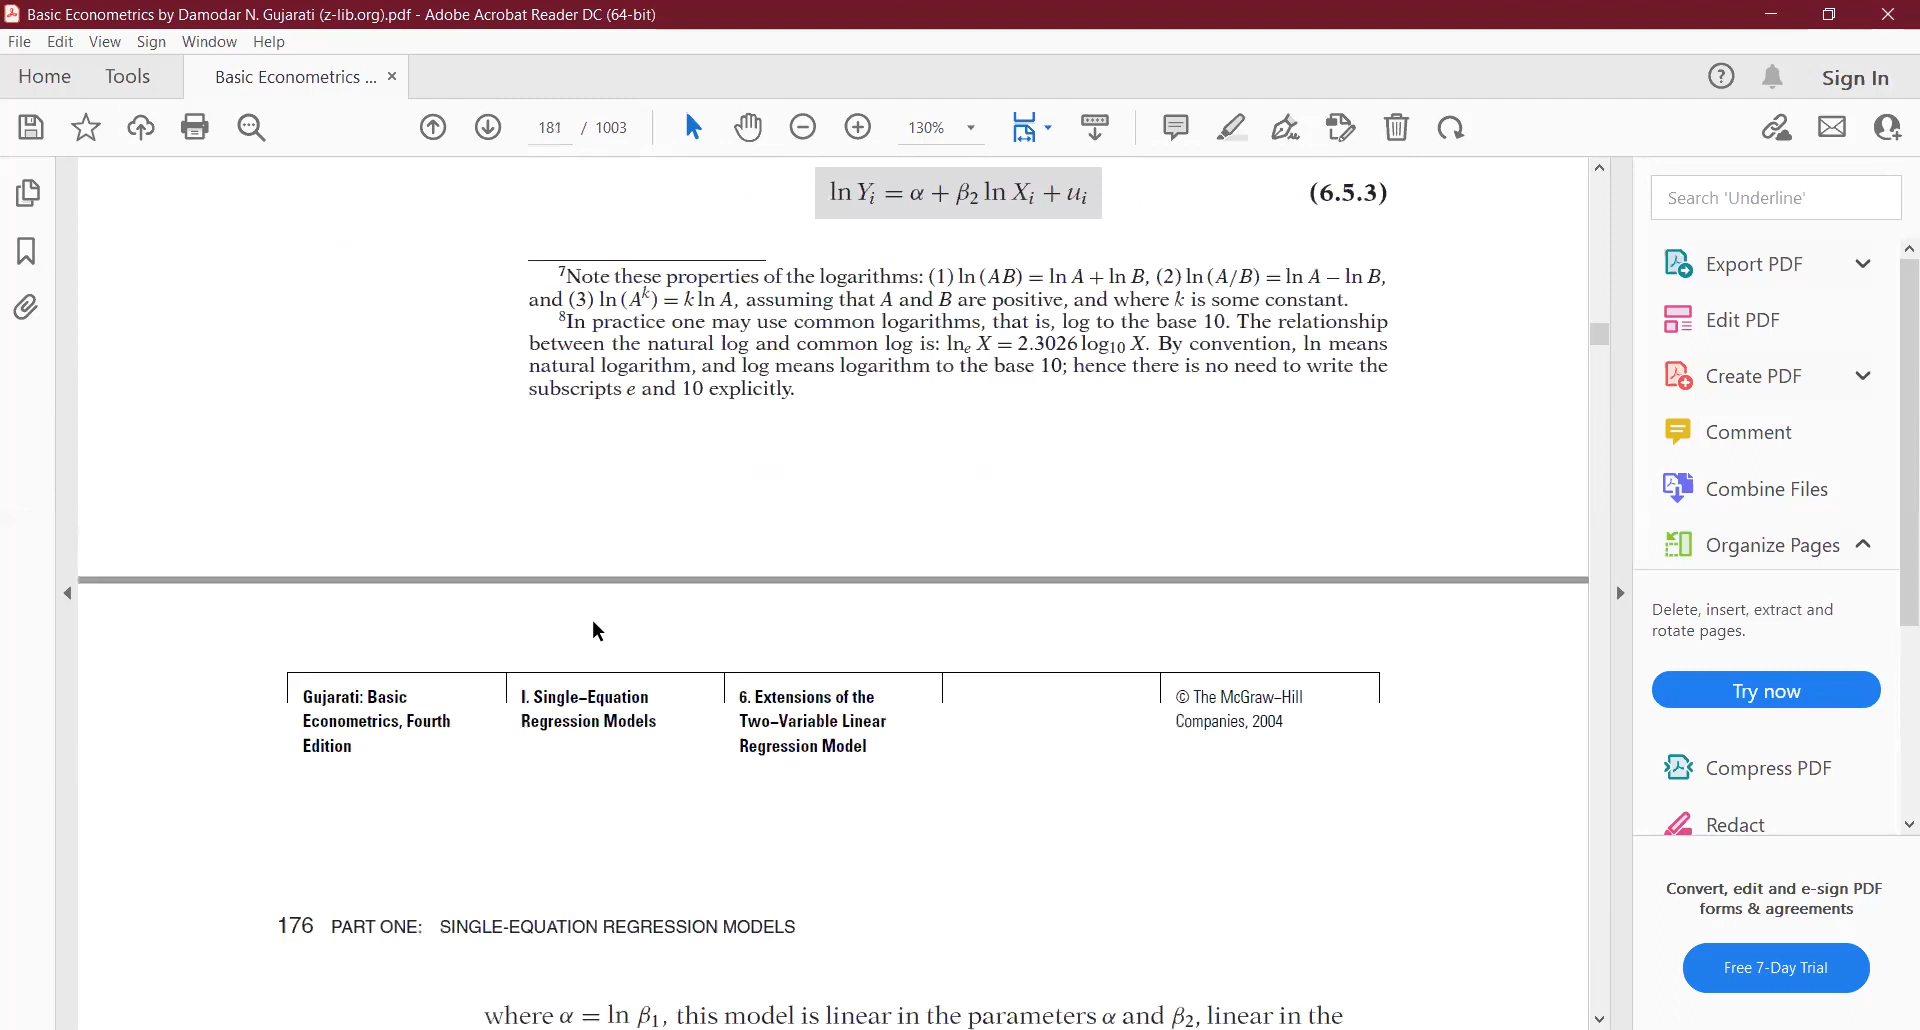 Basic Econometrics by Damodar N. Gujarati (z-lib.org).pdf - Adobe Acrobat Reader DC (64-bit)
File Edit View Sign Window Help
Home Tools Basic Econometrics ... × Sign In
181 / 1003 130%
ln Yᵢ = α + β₂ ln Xᵢ + uᵢ (6.5.3)
⁷Note these properties of the logarithms: (1) ln (AB) = ln A + ln B, (2) ln (A/B) = ln A − ln B,
and (3) ln (Aᵏ) = k ln A, assuming that A and B are positive, and where k is some constant.
⁸In practice one may use common logarithms, that is, log to the base 10. The relationship
between the natural log and common log is: lnₑ X = 2.3026 log₁₀ X. By convention, ln means
natural logarithm, and log means logarithm to the base 10; hence there is no need to write the
subscripts e and 10 explicitly.
Gujarati: Basic
Econometrics, Fourth
Edition
I. Single−Equation
Regression Models
6. Extensions of the
Two−Variable Linear
Regression Model
© The McGraw−Hill
Companies, 2004
176 PART ONE: SINGLE-EQUATION REGRESSION MODELS
where α = ln β₁, this model is linear in the parameters α and β₂, linear in the
Search 'Underline'
Export PDF
Edit PDF
Create PDF
Comment
Combine Files
Organize Pages
Delete, insert, extract and
rotate pages.
Try now
Compress PDF
Redact
Convert, edit and e-sign PDF
forms & agreements
Free 7-Day Trial